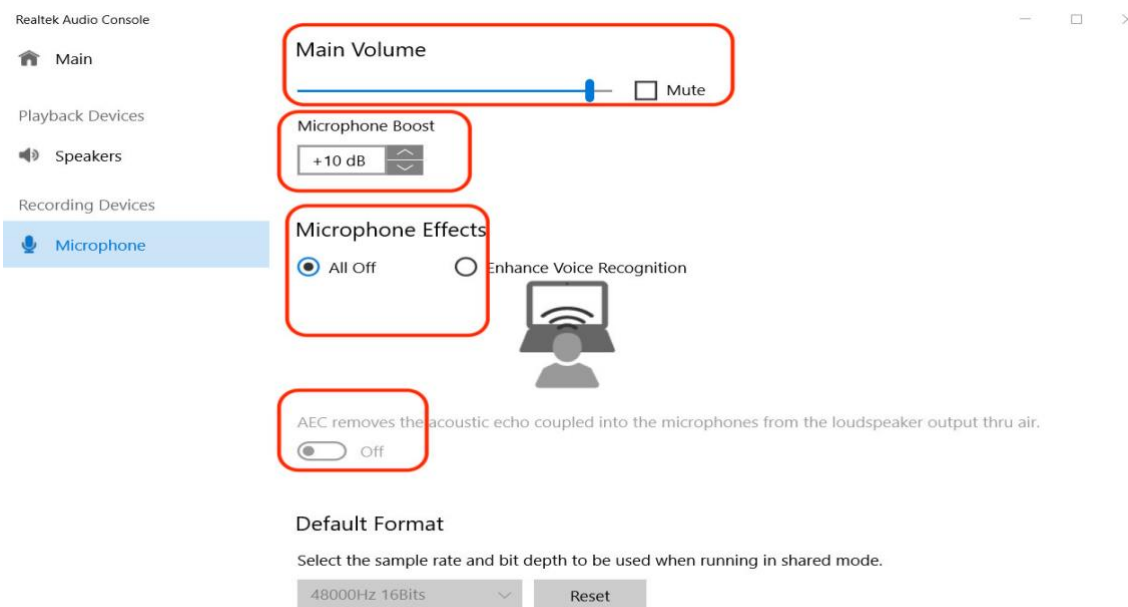 Realtek Audio Console
Main
Playback Devices
Speakers
Recording Devices
Microphone
Main Volume
Mute
Microphone Boost
+10 dB
Microphone Effects
All Off
Enhance Voice Recognition
AEC removes the acoustic echo coupled into the microphones from the loudspeaker output thru air.
Off
Default Format
Select the sample rate and bit depth to be used when running in shared mode.
48000Hz 16Bits
Reset